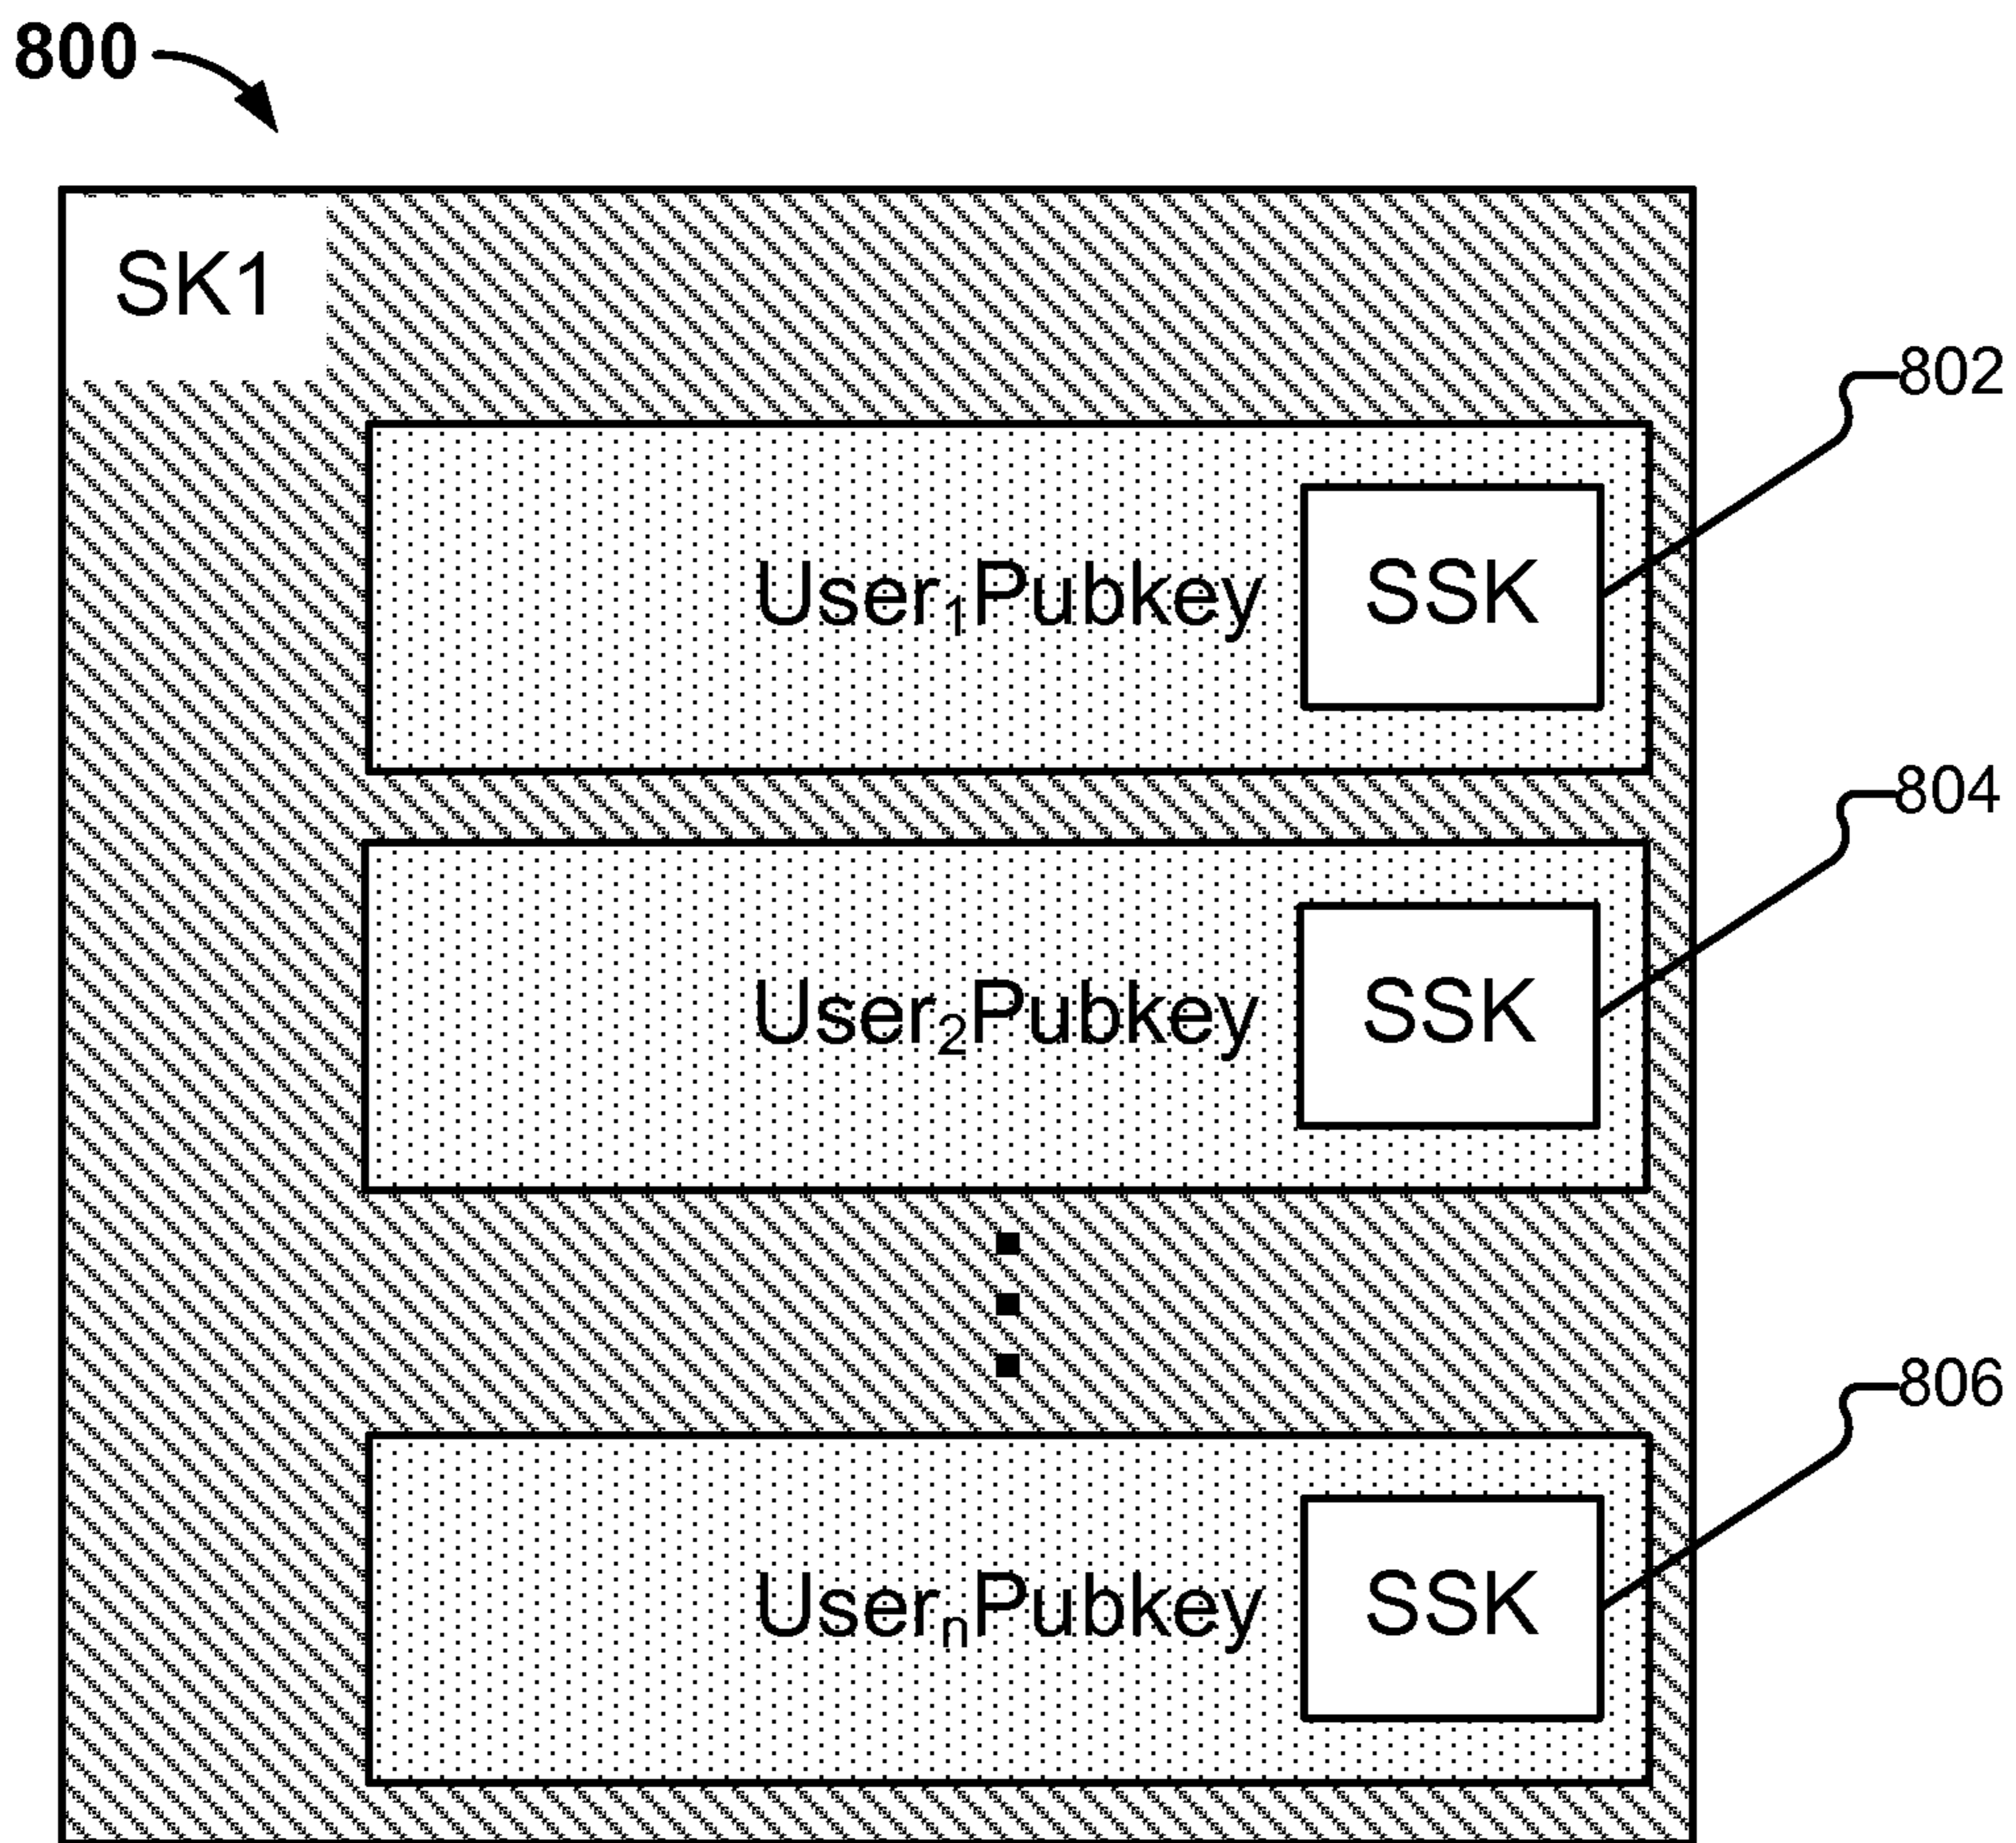 800
SK1
802
User₁Pubkey SSK
804
User₂Pubkey SSK
806
UserₙPubkey SSK